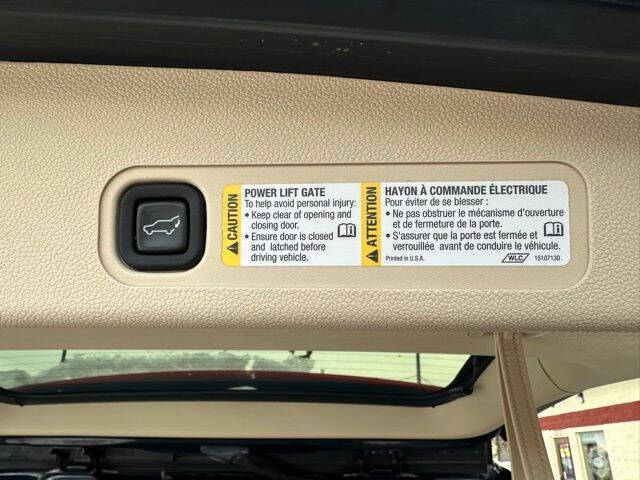 CAUTION
POWER LIFT GATE
To help avoid personal injury:
• Keep clear of opening and
closing door.
• Ensure door is closed
and latched before
driving vehicle.
ATTENTION
HAYON À COMMANDE ÉLECTRIQUE
Pour éviter de se blesser :
• Ne pas obstruer le mécanisme d'ouverture
et de fermeture de la porte.
• S'assurer que la porte est fermée et
verrouillée avant de conduire le véhicule.
Printed in U.S.A. WLC 15107130